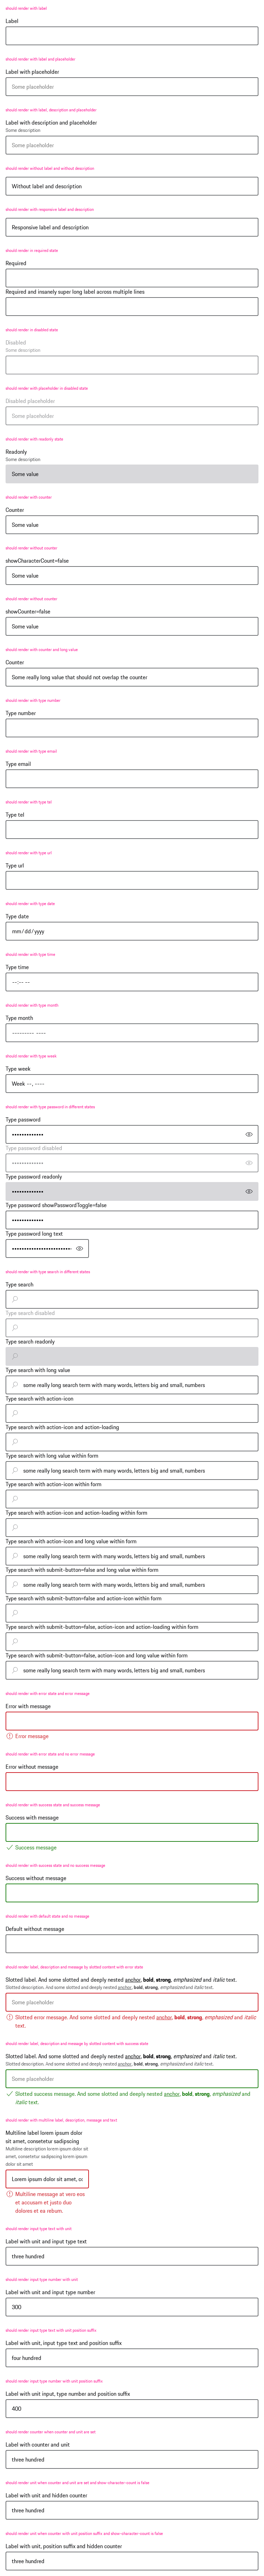 should render with label
Label
should render with label and placeholder
Label with placeholder
Some placeholder
should render with label, description and placeholder
Label with description and placeholder
Some description
Some placeholder
should render without label and without description
Without label and description
should render with responsive label and description
Responsive label and description
should render in required state
Required
Required and insanely super long label across multiple lines
should render in disabled state
Disabled
Some description
should render with placeholder in disabled state
Disabled placeholder
Some placeholder
should render with readonly state
Readonly
Some description
Some value
should render with counter
Counter
Some value
should render without counter
showCharacterCount=false
Some value
should render without counter
showCounter=false
Some value
should render with counter and long value
Counter
Some really long value that should not overlap the counter
should render with type number
Type number
should render with type email
Type email
should render with type tel
Type tel
should render with type url
Type url
should render with type date
Type date
mm/dd/yyyy
should render with type time
Type time
--:-- --
should render with type month
Type month
--------- ----
should render with type week
Type week
Week --, ----
should render with type password in different states
Type password
••••••••••••••
Type password disabled
••••••••••••••
Type password readonly
••••••••••••••
Type password showPasswordToggle=false
••••••••••••••
Type password long text
••••••••••••••••••••••••••
should render with type search in different states
Type search
Type search disabled
Type search readonly
Type search with long value
some really long search term with many words, letters big and small, numbers
Type search with action-icon
Type search with action-icon and action-loading
Type search with long value within form
some really long search term with many words, letters big and small, numbers
Type search with action-icon within form
Type search with action-icon and action-loading within form
Type search with action-icon and long value within form
some really long search term with many words, letters big and small, numbers
Type search with submit-button=false and long value within form
some really long search term with many words, letters big and small, numbers
Type search with submit-button=false and action-icon within form
Type search with submit-button=false, action-icon and action-loading within form
Type search with submit-button=false, action-icon and long value within form
some really long search term with many words, letters big and small, numbers
should render with error state and error message
Error with message
Error message
should render with error state and no error message
Error without message
should render with success state and success message
Success with message
Success message
should render with success state and no success message
Success without message
should render with default state and no message
Default without message
should render label, description and message by slotted content with error state
Slotted label. And some slotted and deeply nested anchor, bold, strong, emphasized and italic text.
Slotted description. And some slotted and deeply nested anchor, bold, strong, emphasized and italic text.
Some placeholder
Slotted error message. And some slotted and deeply nested anchor, bold, strong, emphasized and italic
text.
should render label, description and message by slotted content with success state
Slotted label. And some slotted and deeply nested anchor, bold, strong, emphasized and italic text.
Slotted description. And some slotted and deeply nested anchor, bold, strong, emphasized and italic text.
Some placeholder
Slotted success message. And some slotted and deeply nested anchor, bold, strong, emphasized and
italic text.
should render with multiline label, description, message and text
Multiline label lorem ipsum dolor
sit amet, consetetur sadipscing
Multiline description lorem ipsum dolor sit
amet, consetetur sadipscing lorem ipsum
dolor sit amet
Lorem ipsum dolor sit amet, co
Multiline message at vero eos
et accusam et justo duo
dolores et ea rebum.
should render input type text with unit
Label with unit and input type text
three hundred
should render input type number with unit
Label with unit and input type number
300
should render input type text with unit position suffix
Label with unit, input type text and position suffix
four hundred
should render input type number with unit position suffix
Label with unit input, type number and position suffix
400
should render counter when counter and unit are set
Label with counter and unit
three hundred
should render unit when counter and unit are set and show-character-count is false
Label with unit and hidden counter
three hundred
should render unit when counter with unit position suffix and show-character-count is false
Label with unit, position suffix and hidden counter
three hundred